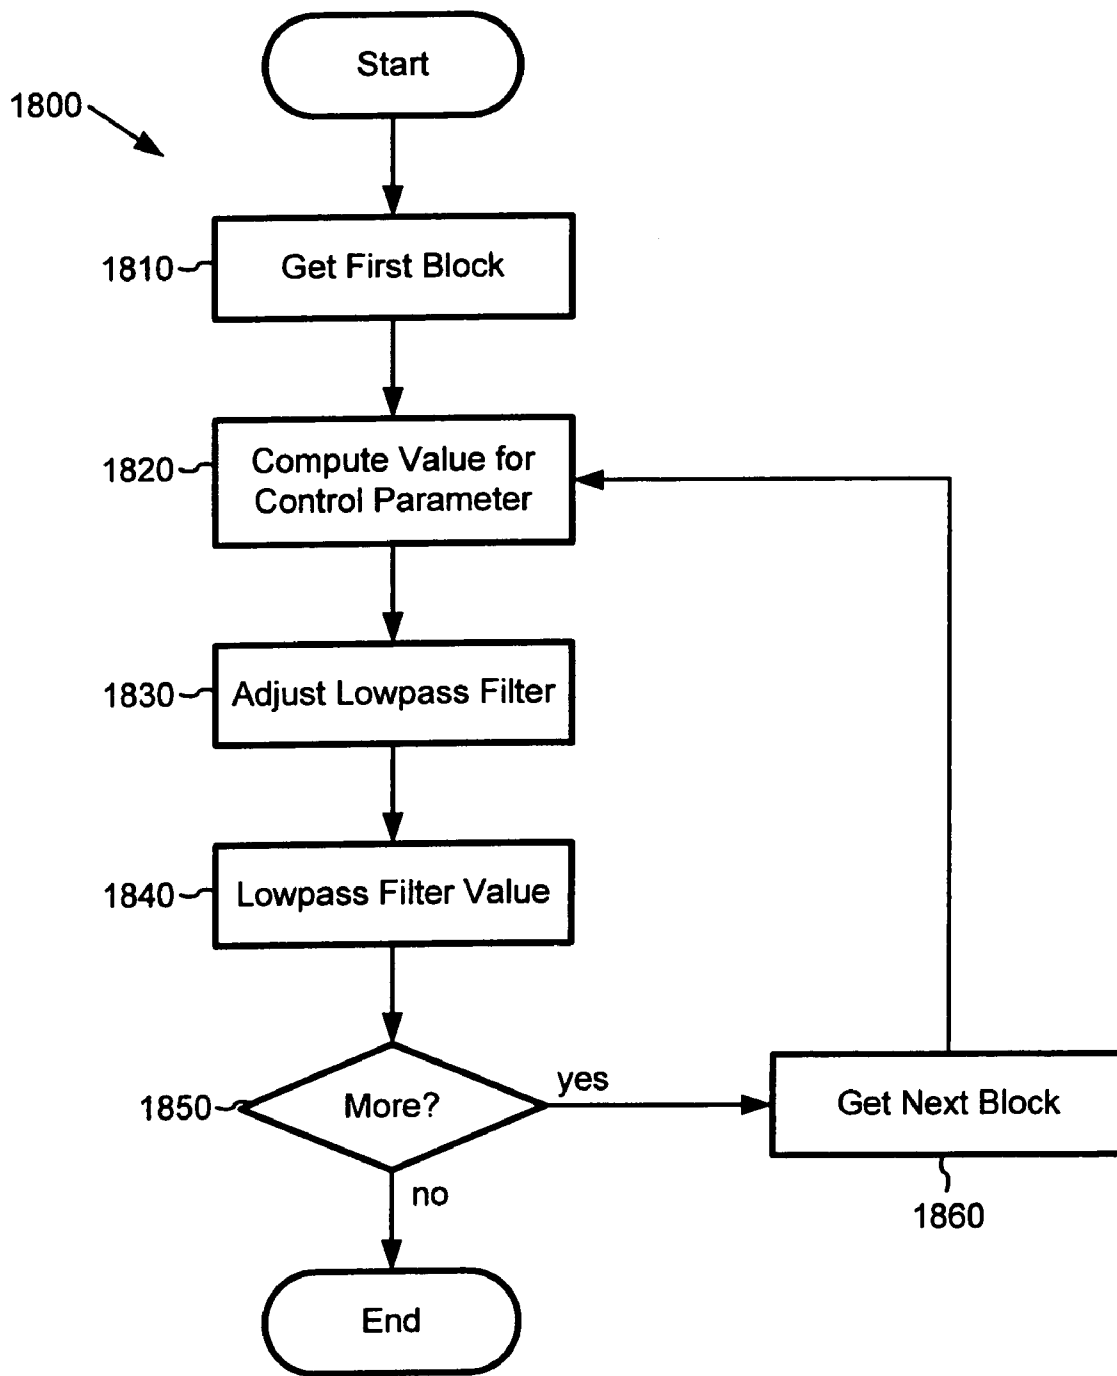 Start
1800
1810
Get First Block
1820
Compute Value for
Control Parameter
1830
Adjust Lowpass Filter
1840
Lowpass Filter Value
1850
More?
yes
Get Next Block
1860
no
End